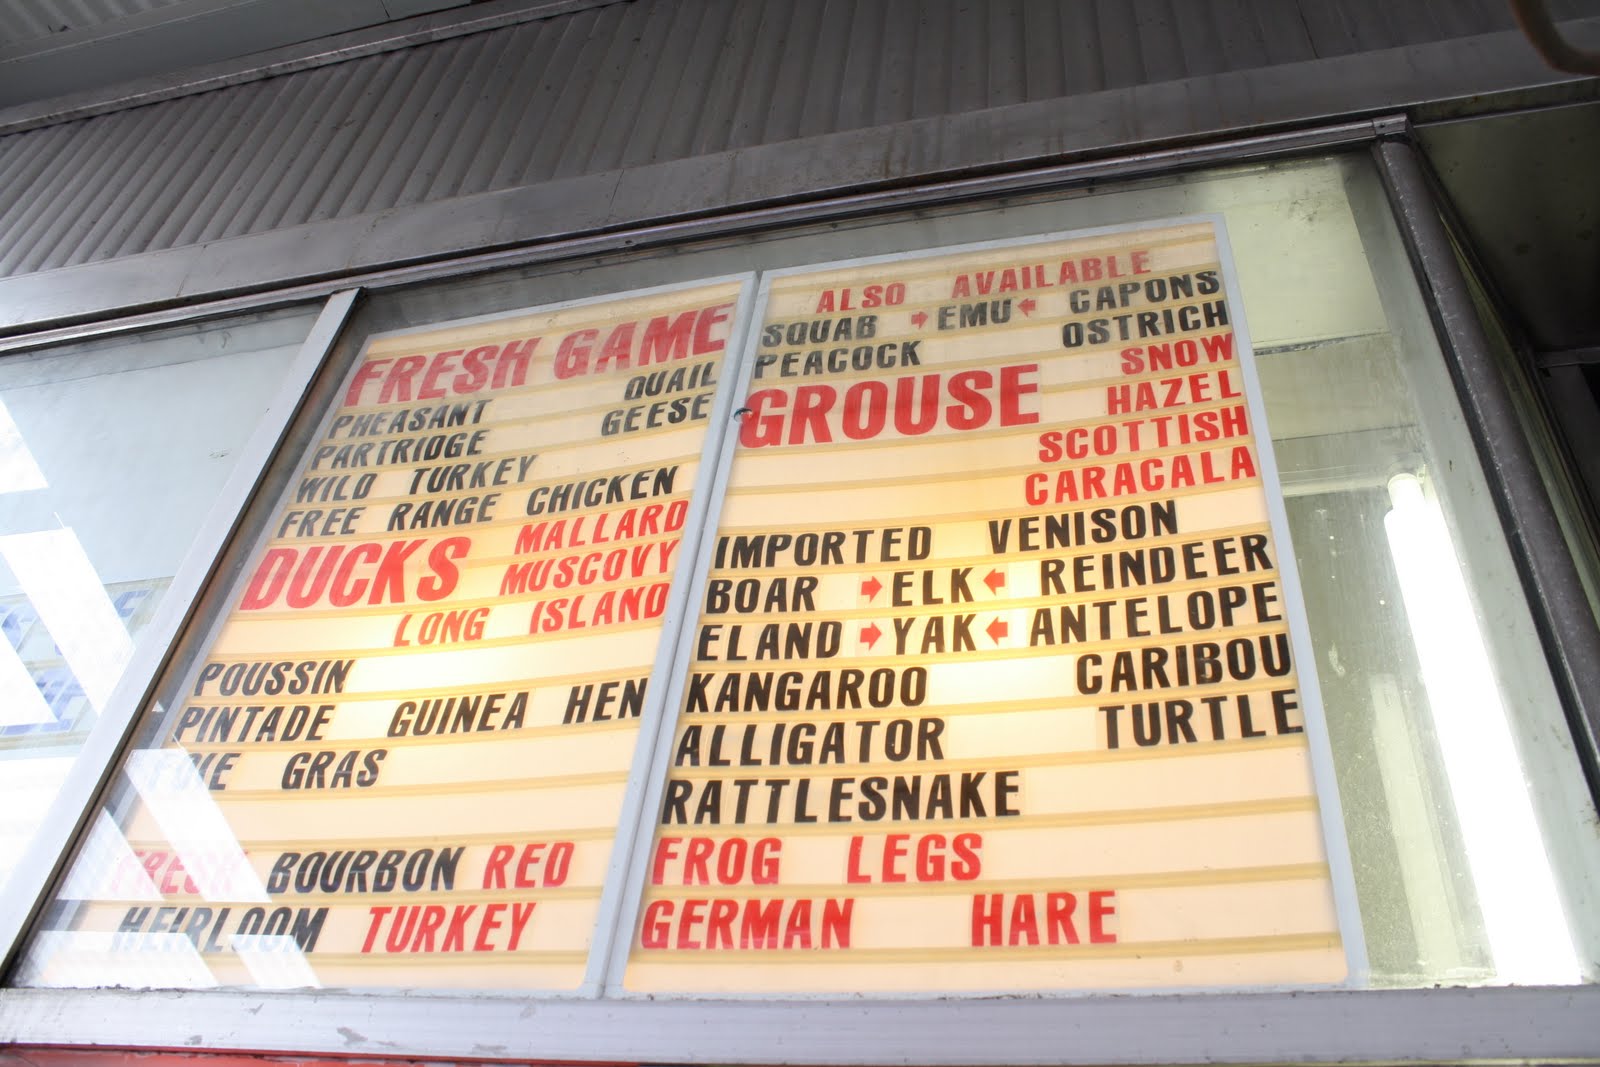 FRESH GAME
QUAIL
PHEASANT
GEESE
PARTRIDGE
WILD TURKEY
FREE RANGE CHICKEN
DUCKS MALLARD
MUSCOVY
LONG ISLAND
POUSSIN
PINTADE GUINEA HEN
FOIE GRAS
FRESH BOURBON RED
HEIRLOOM TURKEY
ALSO AVAILABLE
SQUAB EMU CAPONS
PEACOCK OSTRICH
GROUSE SNOW
HAZEL
SCOTTISH
CARACALA
IMPORTED VENISON
BOAR ELK REINDEER
ELAND YAK ANTELOPE
KANGAROO CARIBOU
ALLIGATOR TURTLE
RATTLESNAKE
FROG LEGS
GERMAN HARE